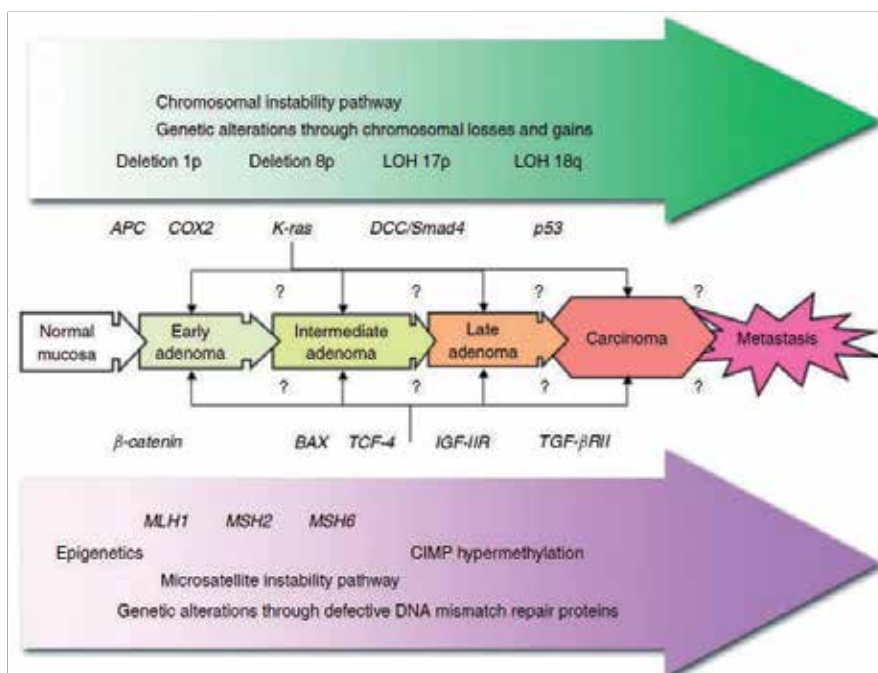 Chromosomal instability pathway
Genetic alterations through chromosomal losses and gains
Deletion 1p Deletion 8p LOH 17p LOH 18q
APC COX2 K-ras DCC/Smad4 p53
? ? ? ?
Normal mucosa
Early adenoma
Intermediate adenoma
Late adenoma
Carcinoma
Metastasis
? ? ? ?
β-catenin BAX TCF-4 IGF-IIR TGF-βRII
MLH1 MSH2 MSH6
Epigenetics CIMP hypermethylation
Microsatellite instability pathway
Genetic alterations through defective DNA mismatch repair proteins